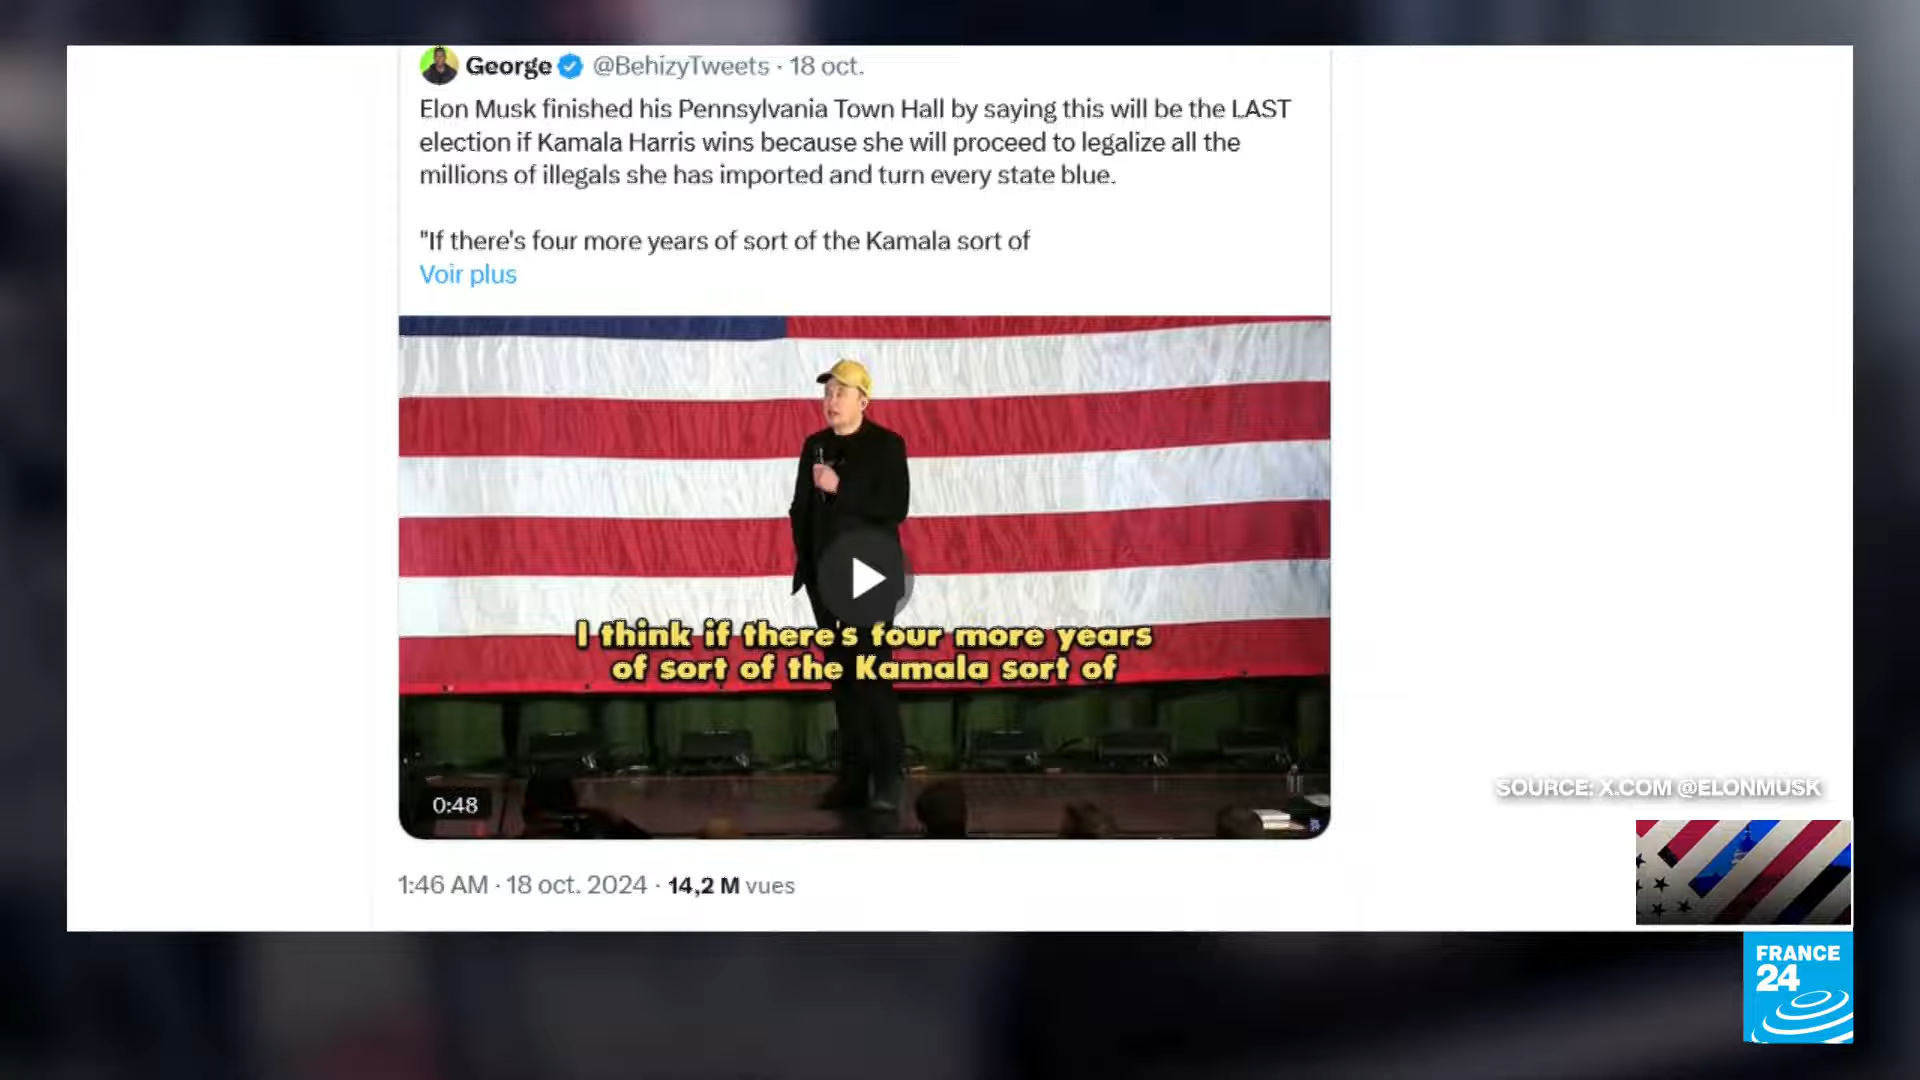 George @BehizyTweets · 18 oct.
Elon Musk finished his Pennsylvania Town Hall by saying this will be the LAST
election if Kamala Harris wins because she will proceed to legalize all the
millions of illegals she has imported and turn every state blue.
"If there's four more years of sort of the Kamala sort of
Voir plus
I think if there's four more years
of sort of the Kamala sort of
0:48
SOURCE: X.COM @ELONMUSK
1:46 AM · 18 oct. 2024 · 14,2 M vues
FRANCE
24